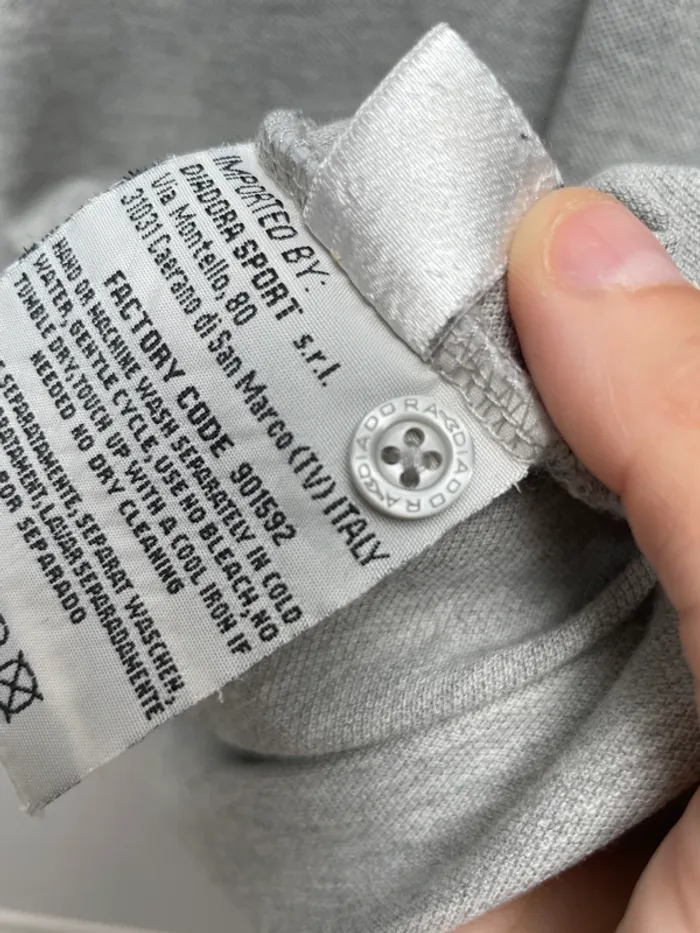 IMPORTED BY:
DIADORA SPORT s.r.l.
Via Montello, 80
31031 Caerano di San Marco (TV) ITALY
FACTORY CODE 901592
HAND OR MACHINE WASH SEPARATELY IN COLD
WATER, GENTLE CYCLE, USE NO BLEACH, NO
TUMBLE DRY, TOUCH UP WITH A COOL IRON IF
NEEDED NO DRY CLEANING
SEPARATAMENTE, SEPARAT WASCHEN,
LAVAR SEPARADAMENTE
POR SEPARADO
DIADORA DIADORA